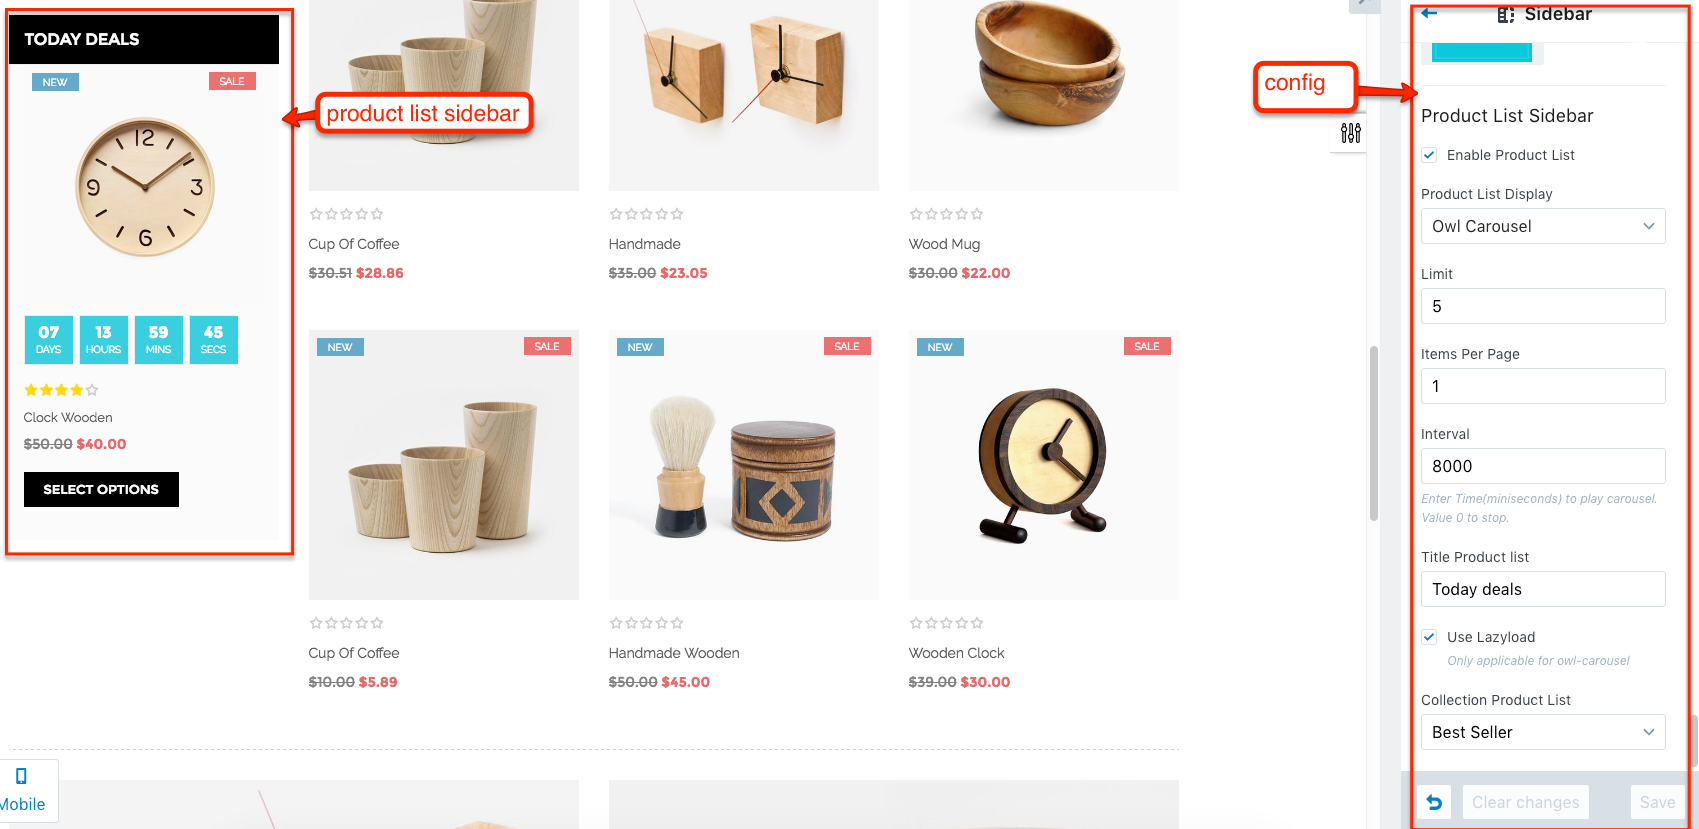 TODAY DEALS
NEW
SALE
12
9
3
6
07
13
59
45
DAYS
HOURS
MINS
SECS
Clock Wooden
$50.00 $40.00
SELECT OPTIONS
product list sidebar
Cup Of Coffee
$30.51 $28.86
Handmade
$35.00 $23.05
Wood Mug
$30.00 $22.00
NEW
SALE
NEW
SALE
NEW
SALE
Cup Of Coffee
$10.00 $5.89
Handmade Wooden
$50.00 $45.00
Wooden Clock
$39.00 $30.00
Mobile
config
Sidebar
Product List Sidebar
Enable Product List
Product List Display
Owl Carousel
Limit
5
Items Per Page
1
Interval
8000
Enter Time(miniseconds) to play carousel.
Value 0 to stop.
Title Product list
Today deals
Use Lazyload
Only applicable for owl-carousel
Collection Product List
Best Seller
Clear changes
Save